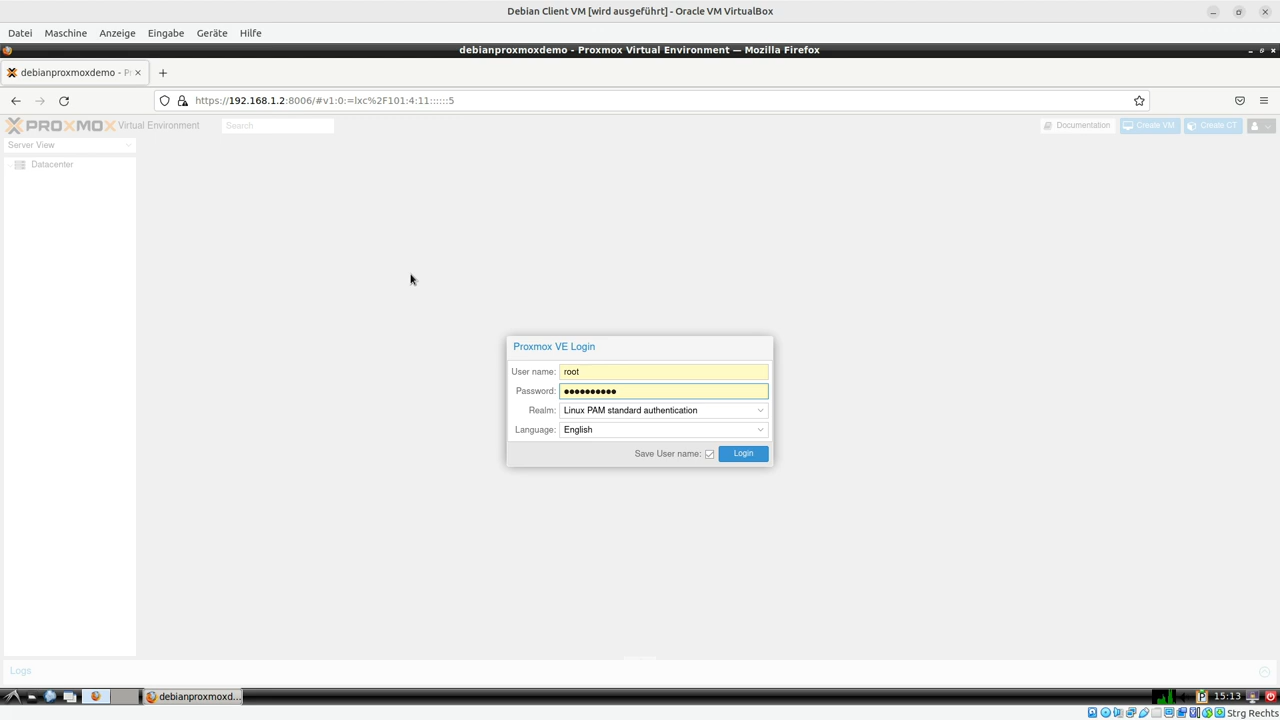 Debian Client VM [wird ausgeführt] - Oracle VM VirtualBox
Datei Maschine Anzeige Eingabe Geräte Hilfe
debianproxmoxdemo - Proxmox Virtual Environment — Mozilla Firefox
debianproxmoxdemo - P
https://192.168.1.2:8006/#v1:0:=lxc%2F101:4:11::::::5
PROXMOX Virtual Environment Search Documentation Create VM Create CT
Server View
Datacenter
Proxmox VE Login
User name: root
Password: ●●●●●●●●●●
Realm: Linux PAM standard authentication
Language: English
Save User name: Login
Logs
debianproxmoxd... 15:13
Strg Rechts